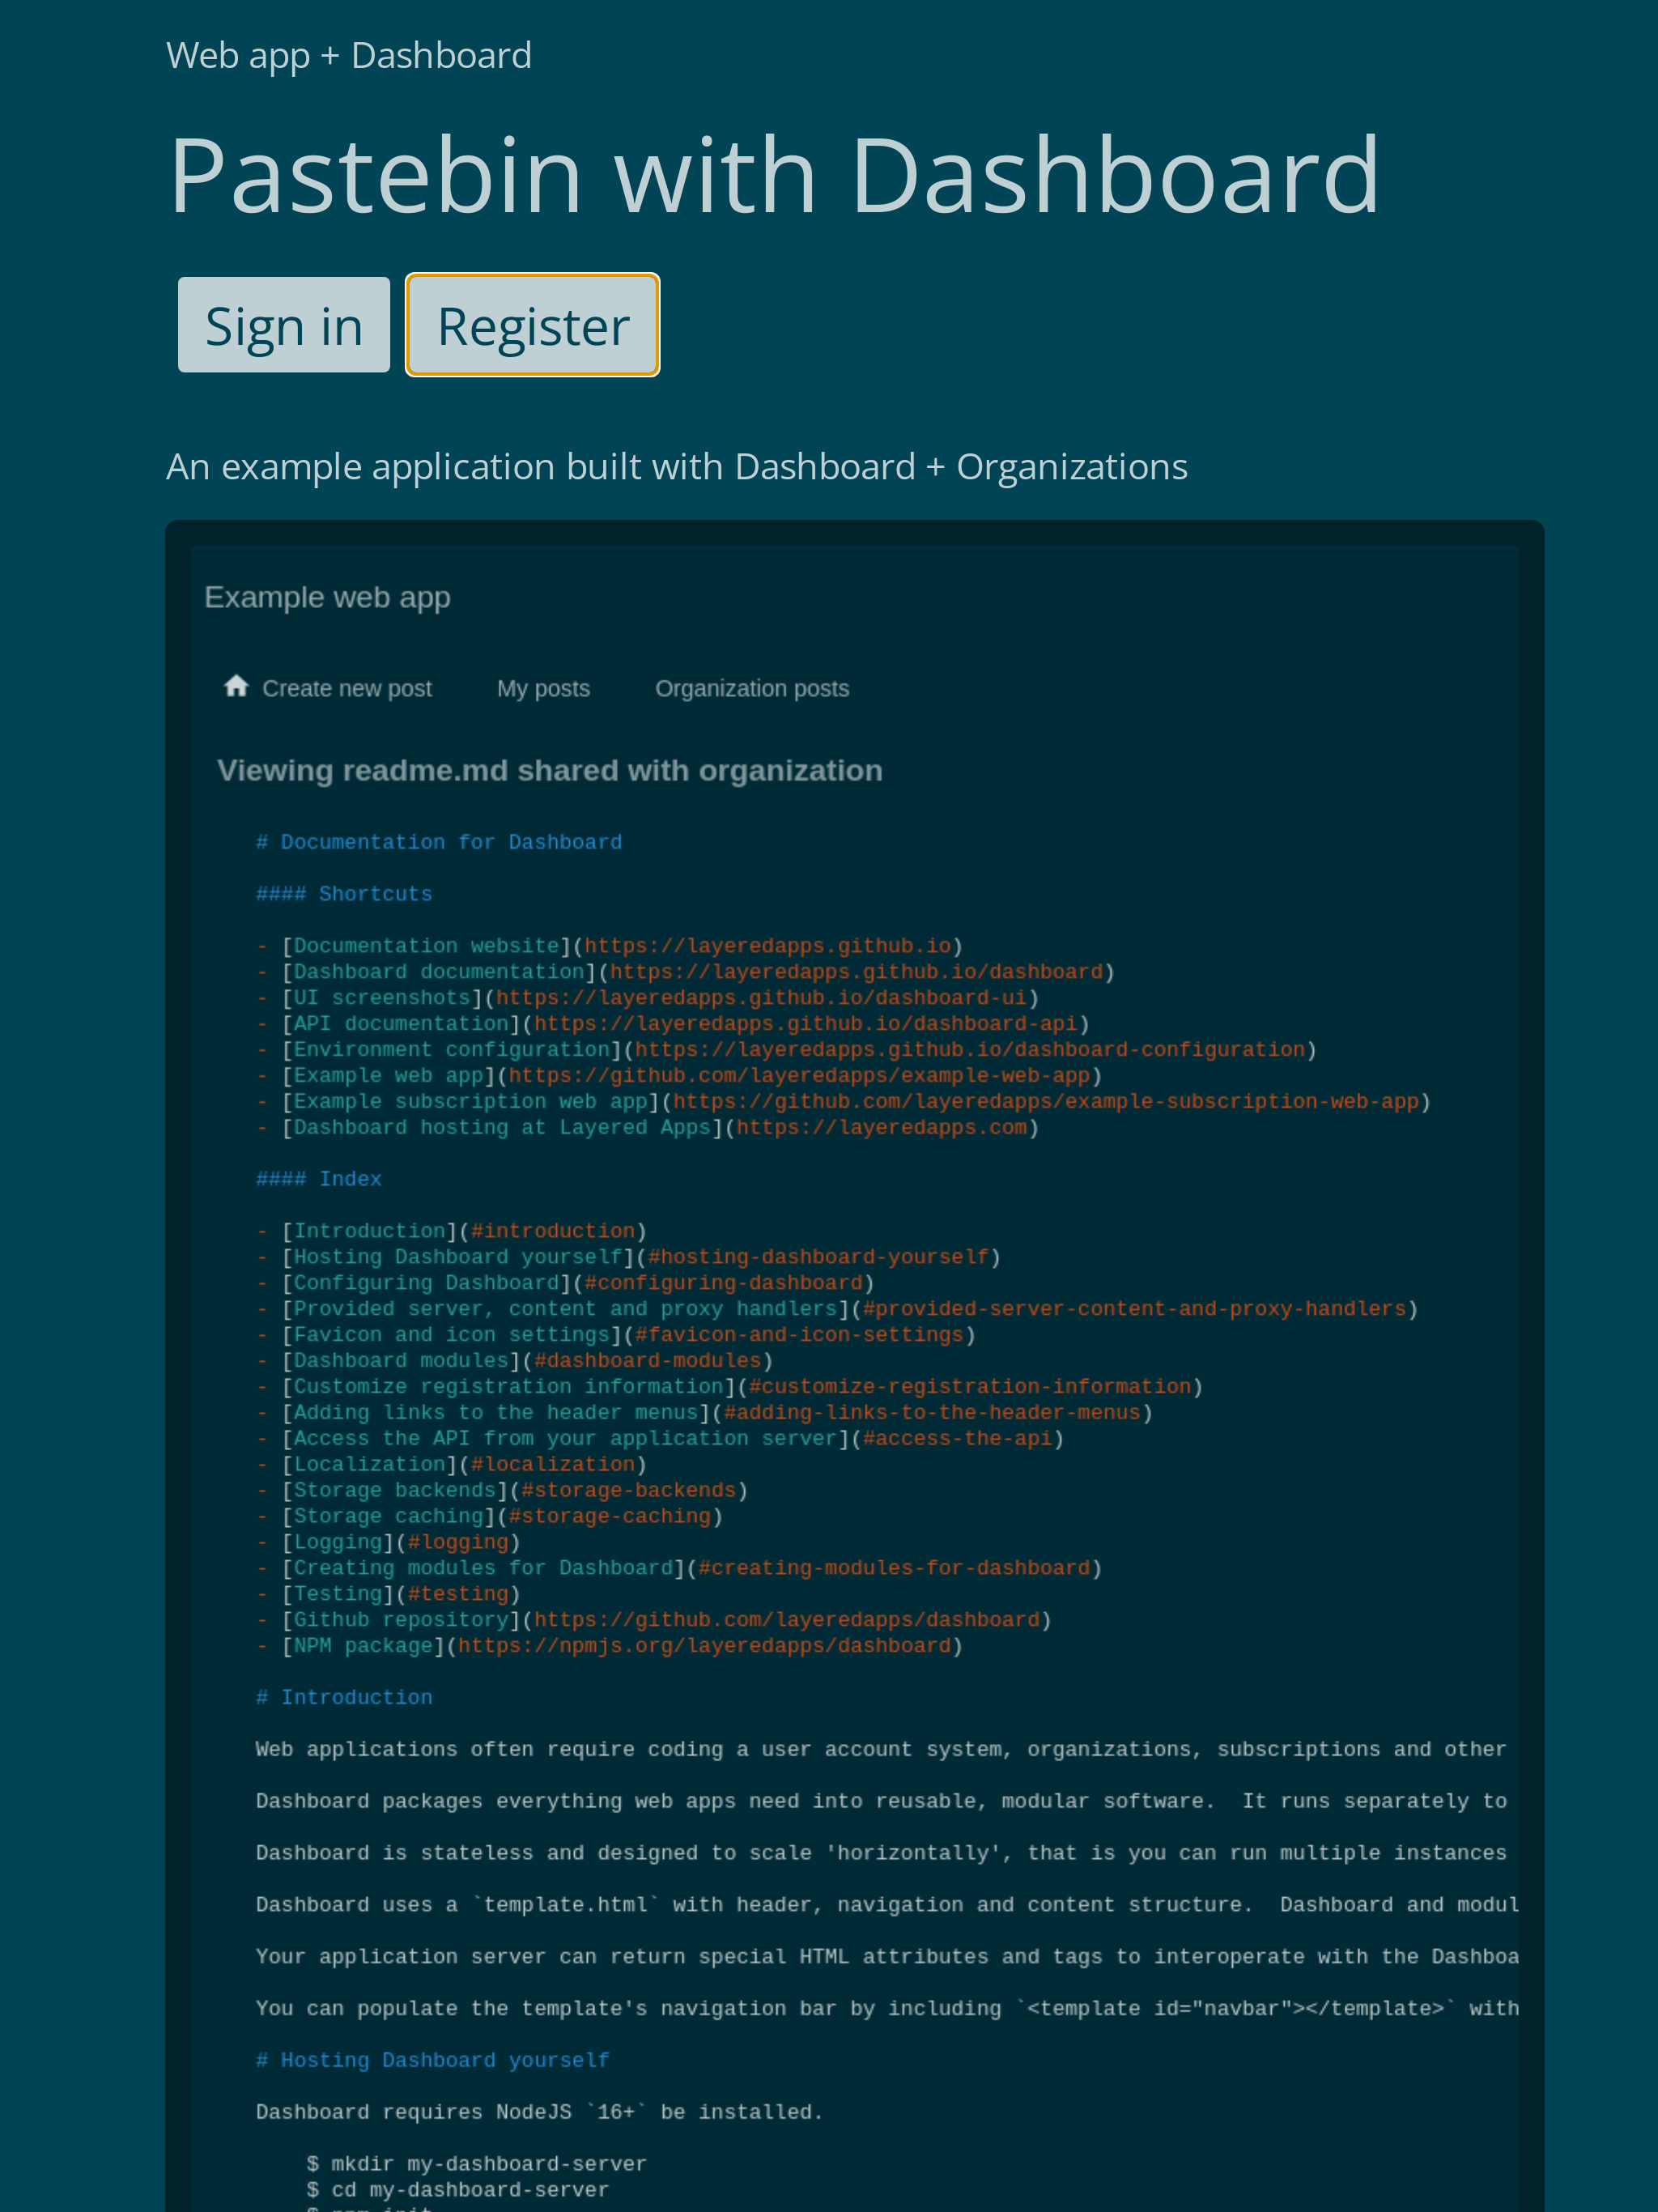 Web app + Dashboard
Pastebin with Dashboard
Sign in Register
An example application built with Dashboard + Organizations
Example web app
Create new post My posts Organization posts
Viewing readme.md shared with organization
# Documentation for Dashboard
#### Shortcuts
- [Documentation website](https://layeredapps.github.io)
- [Dashboard documentation](https://layeredapps.github.io/dashboard)
- [UI screenshots](https://layeredapps.github.io/dashboard-ui)
- [API documentation](https://layeredapps.github.io/dashboard-api)
- [Environment configuration](https://layeredapps.github.io/dashboard-configuration)
- [Example web app](https://github.com/layeredapps/example-web-app)
- [Example subscription web app](https://github.com/layeredapps/example-subscription-web-app)
- [Dashboard hosting at Layered Apps](https://layeredapps.com)
#### Index
- [Introduction](#introduction)
- [Hosting Dashboard yourself](#hosting-dashboard-yourself)
- [Configuring Dashboard](#configuring-dashboard)
- [Provided server, content and proxy handlers](#provided-server-content-and-proxy-handlers)
- [Favicon and icon settings](#favicon-and-icon-settings)
- [Dashboard modules](#dashboard-modules)
- [Customize registration information](#customize-registration-information)
- [Adding links to the header menus](#adding-links-to-the-header-menus)
- [Access the API from your application server](#access-the-api)
- [Localization](#localization)
- [Storage backends](#storage-backends)
- [Storage caching](#storage-caching)
- [Logging](#logging)
- [Creating modules for Dashboard](#creating-modules-for-dashboard)
- [Testing](#testing)
- [Github repository](https://github.com/layeredapps/dashboard)
- [NPM package](https://npmjs.org/layeredapps/dashboard)
# Introduction
Web applications often require coding a user account system, organizations, subscriptions and other
Dashboard packages everything web apps need into reusable, modular software.  It runs separately to
Dashboard is stateless and designed to scale 'horizontally', that is you can run multiple instances
Dashboard uses a `template.html` with header, navigation and content structure.  Dashboard and modul
Your application server can return special HTML attributes and tags to interoperate with the Dashboa
You can populate the template's navigation bar by including `<template id="navbar"></template>` with
# Hosting Dashboard yourself
Dashboard requires NodeJS `16+` be installed.
$ mkdir my-dashboard-server
$ cd my-dashboard-server